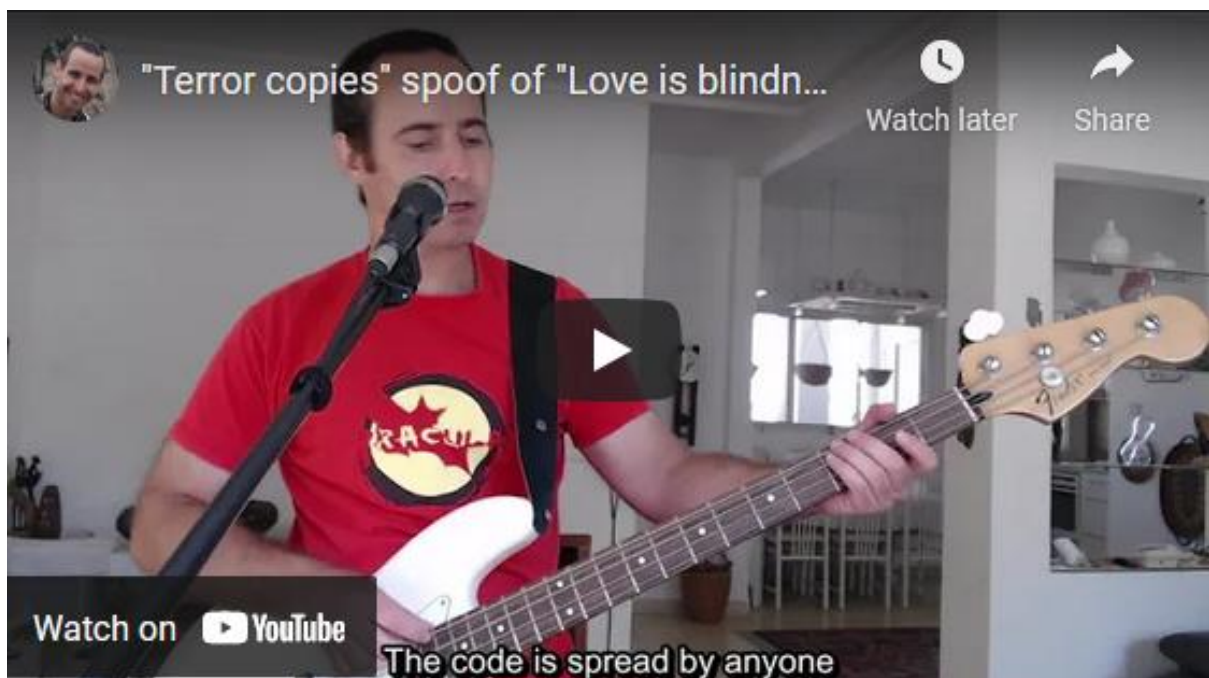 "Terror copies" spoof of "Love is blindn...
Watch later
Share
RACUL
Watch on YouTube
The code is spread by anyone